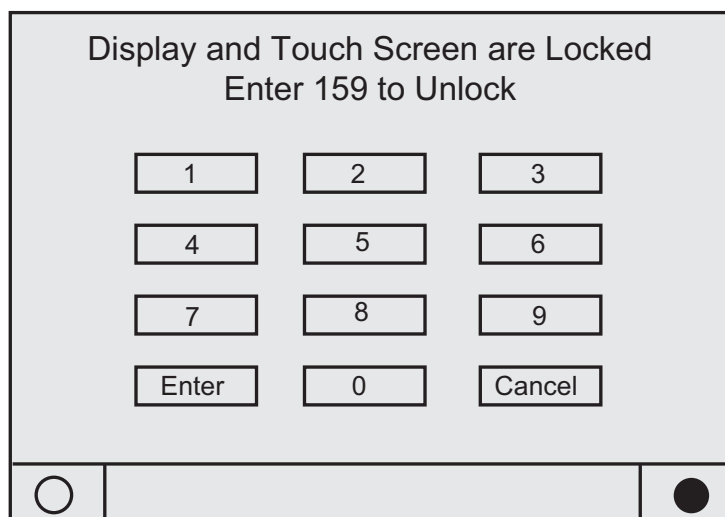 Display and Touch Screen are Locked
Enter 159 to Unlock
1 2 3
4 5 6
7 8 9
Enter 0 Cancel